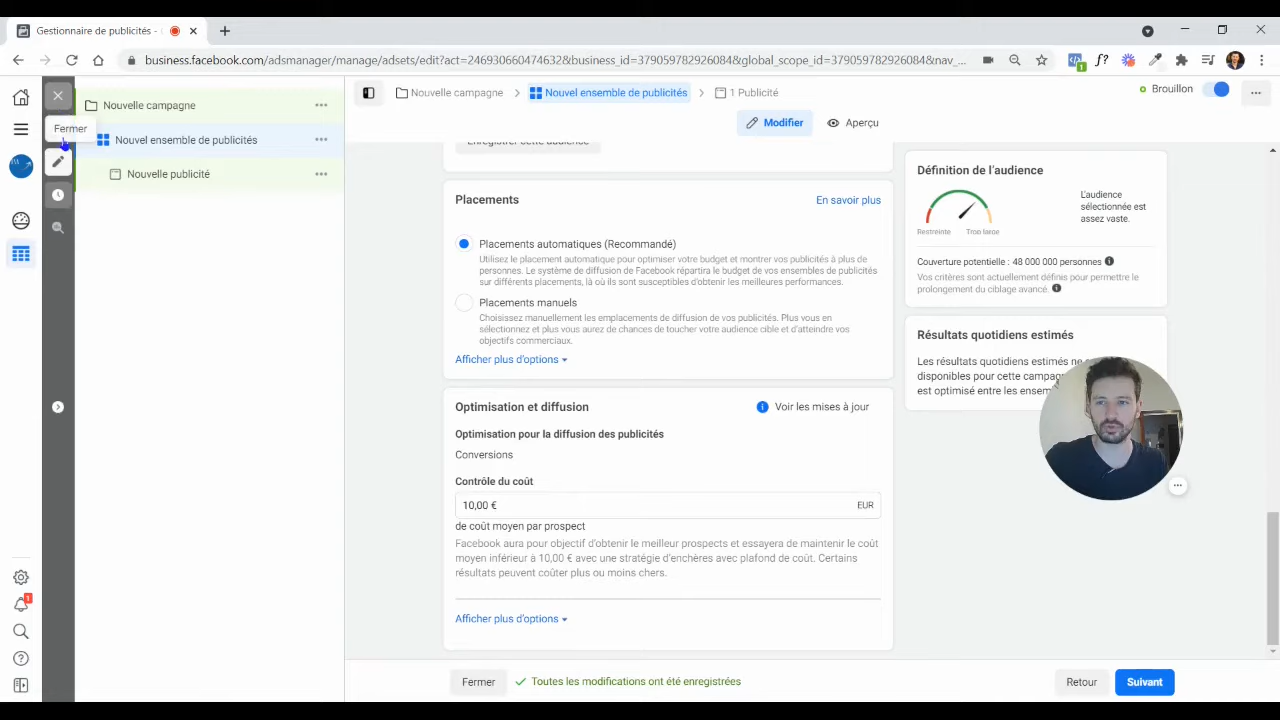 Gestionnaire de publicités -
business.facebook.com/adsmanager/manage/adsets/edit?act=246930660474632&business_id=379059782926084&global_scope_id=379059782926084&nav_...
1
f?
Nouvelle campagne
Nouvel ensemble de publicités
1 Publicité
Brouillon
Nouvelle campagne
Fermer
Nouvel ensemble de publicités
Nouvelle publicité
Modifier
Aperçu
Enregistrer cette audience
Placements
En savoir plus
Placements automatiques (Recommandé)
Utilisez le placement automatique pour optimiser votre budget et montrer vos publicités à plus de
personnes. Le système de diffusion de Facebook répartira le budget de vos ensembles de publicités
sur différents placements, là où ils sont susceptibles d'obtenir les meilleures performances.
Placements manuels
Choisissez manuellement les emplacements de diffusion de vos publicités. Plus vous en
sélectionnez et plus vous aurez de chances de toucher votre audience cible et d'atteindre vos
objectifs commerciaux.
Afficher plus d'options
Optimisation et diffusion
Voir les mises à jour
Optimisation pour la diffusion des publicités
Conversions
Contrôle du coût
10,00 €
EUR
de coût moyen par prospect
Facebook aura pour objectif d'obtenir le meilleur prospects et essayera de maintenir le coût
moyen inférieur à 10,00 € avec une stratégie d'enchères avec plafond de coût. Certains
résultats peuvent coûter plus ou moins chers.
Afficher plus d'options
Définition de l'audience
L'audience
sélectionnée est
assez vaste.
Restreinte
Trop large
Couverture potentielle : 48 000 000 personnes
Vos critères sont actuellement définis pour permettre le
prolongement du ciblage avancé.
Résultats quotidiens estimés
Les résultats quotidiens estimés ne
disponibles pour cette campag
est optimisé entre les ensem
1
Fermer
Toutes les modifications ont été enregistrées
Retour
Suivant